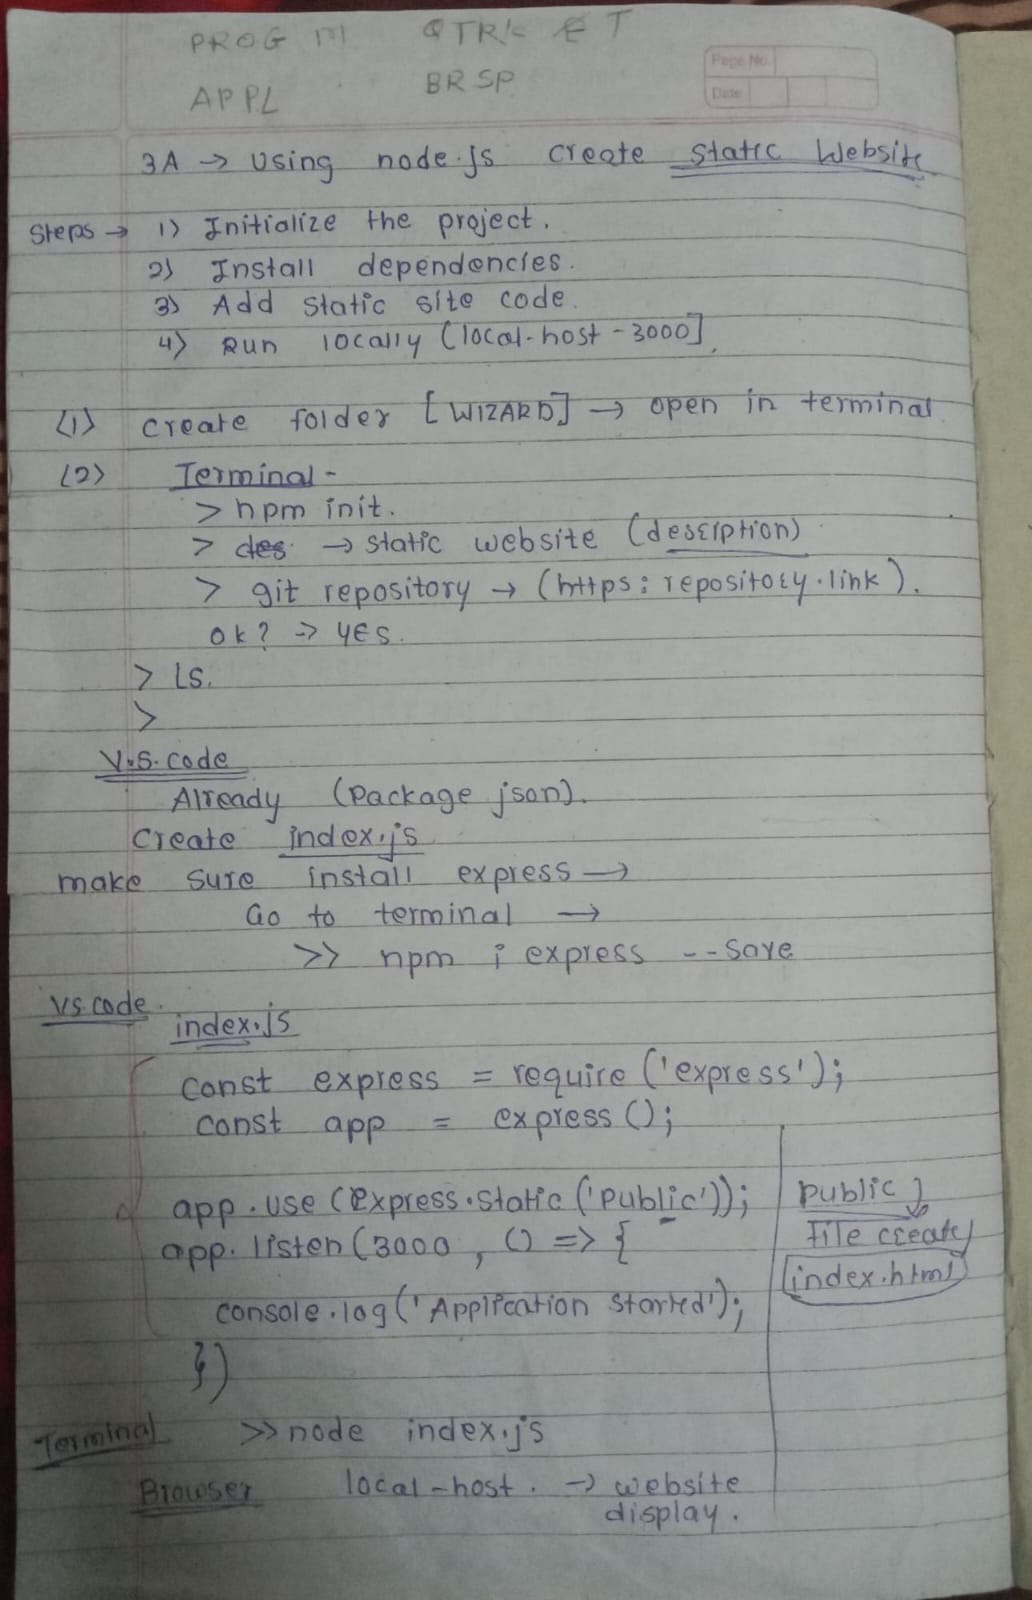 PROG M QTRK & T
APPL BRSP
Page No.
Date
3A → Using node.js create static Website
Steps → 1) Initialize the project.
2) Install dependencies.
3) Add static site code.
4) Run locally (local-host - 3000]
(1) create folder [WIZARD] → open in terminal
(2) Terminal -
> npm init.
> des → static website (desciption)
> git repository → (https: repository.link).
ok? → yes.
> LS.
>
V.S. code
Already (Package json).
create index.js
make sure install express →
Go to terminal →
>> npm i express -- save
VS. code.
index.js
const express = require ('express');
const app = express ();
app.use (express.static ('public'));
app.listen (3000 , () => {
console.log (' Application started');
})
public
file create
index.html
Terminal >> node index.js
Browser local-host. → website
display.